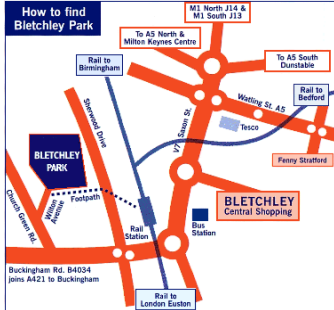 How to find
Bletchley Park
M1 North J14 &
M1 South J13
To A5 North &
Milton Keynes Centre
To A5 South
Dunstable
Rail to
Birmingham
Rail to
Bedford
Watling St. A5
V7 Saxon St.
Tesco
Sherwood Drive
Fenny Stratford
BLETCHLEY
PARK
Footpath
Wilton
Avenue
Church Green Rd.
BLETCHLEY
Central Shopping
Bus
Station
Rail
Station
Buckingham Rd. B4034
joins A421 to Buckingham
Rail to
London Euston